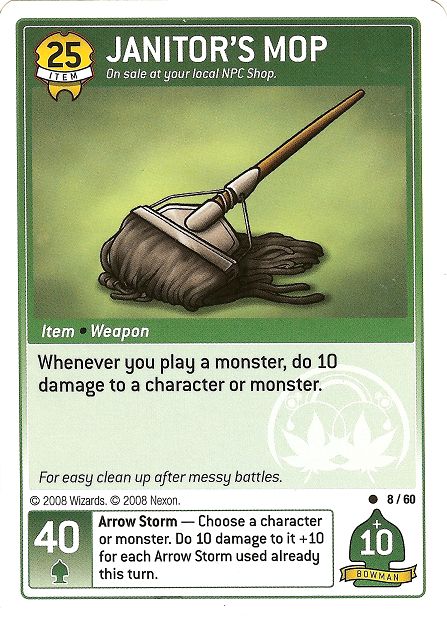 25
ITEM
JANITOR'S MOP
On sale at your local NPC Shop.
Item • Weapon
Whenever you play a monster, do 10
damage to a character or monster.
For easy clean up after messy battles.
© 2008 Wizards. © 2008 Nexon.
● 8 / 60
40
Arrow Storm — Choose a character
or monster. Do 10 damage to it +10
for each Arrow Storm used already
this turn.
+
10
BOWMAN